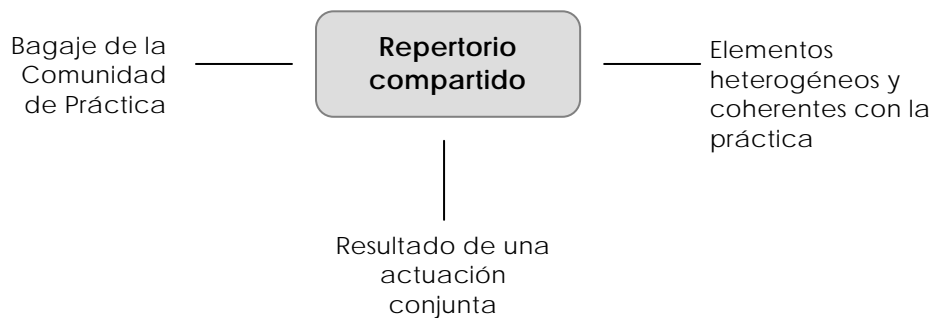 Bagaje de la
Comunidad
de Práctica
Repertorio
compartido
Elementos
heterogéneos y
coherentes con la
práctica
Resultado de una
actuación
conjunta